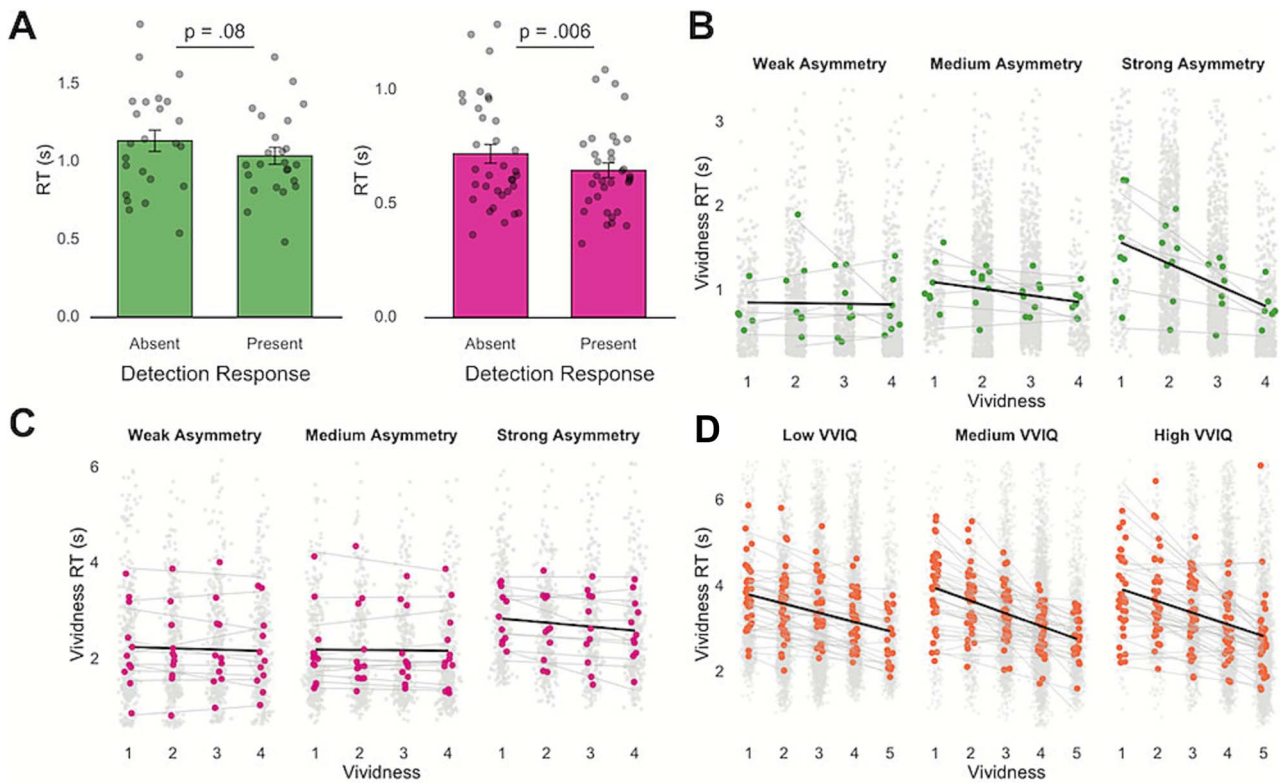 A
p = .08
p = .006
RT (s)
1.5
1.0
0.5
0.0
Absent
Present
Detection Response
RT (s)
1.0
0.5
0.0
Absent
Present
Detection Response
B
Weak Asymmetry
Medium Asymmetry
Strong Asymmetry
Vividness RT (s)
3
2
1
1 2 3 4
1 2 3 4
1 2 3 4
Vividness
C
Weak Asymmetry
Medium Asymmetry
Strong Asymmetry
Vividness RT (s)
6
4
2
1 2 3 4
1 2 3 4
1 2 3 4
Vividness
D
Low VVIQ
Medium VVIQ
High VVIQ
Vividness RT (s)
6
4
2
1 2 3 4 5
1 2 3 4 5
1 2 3 4 5
Vividness